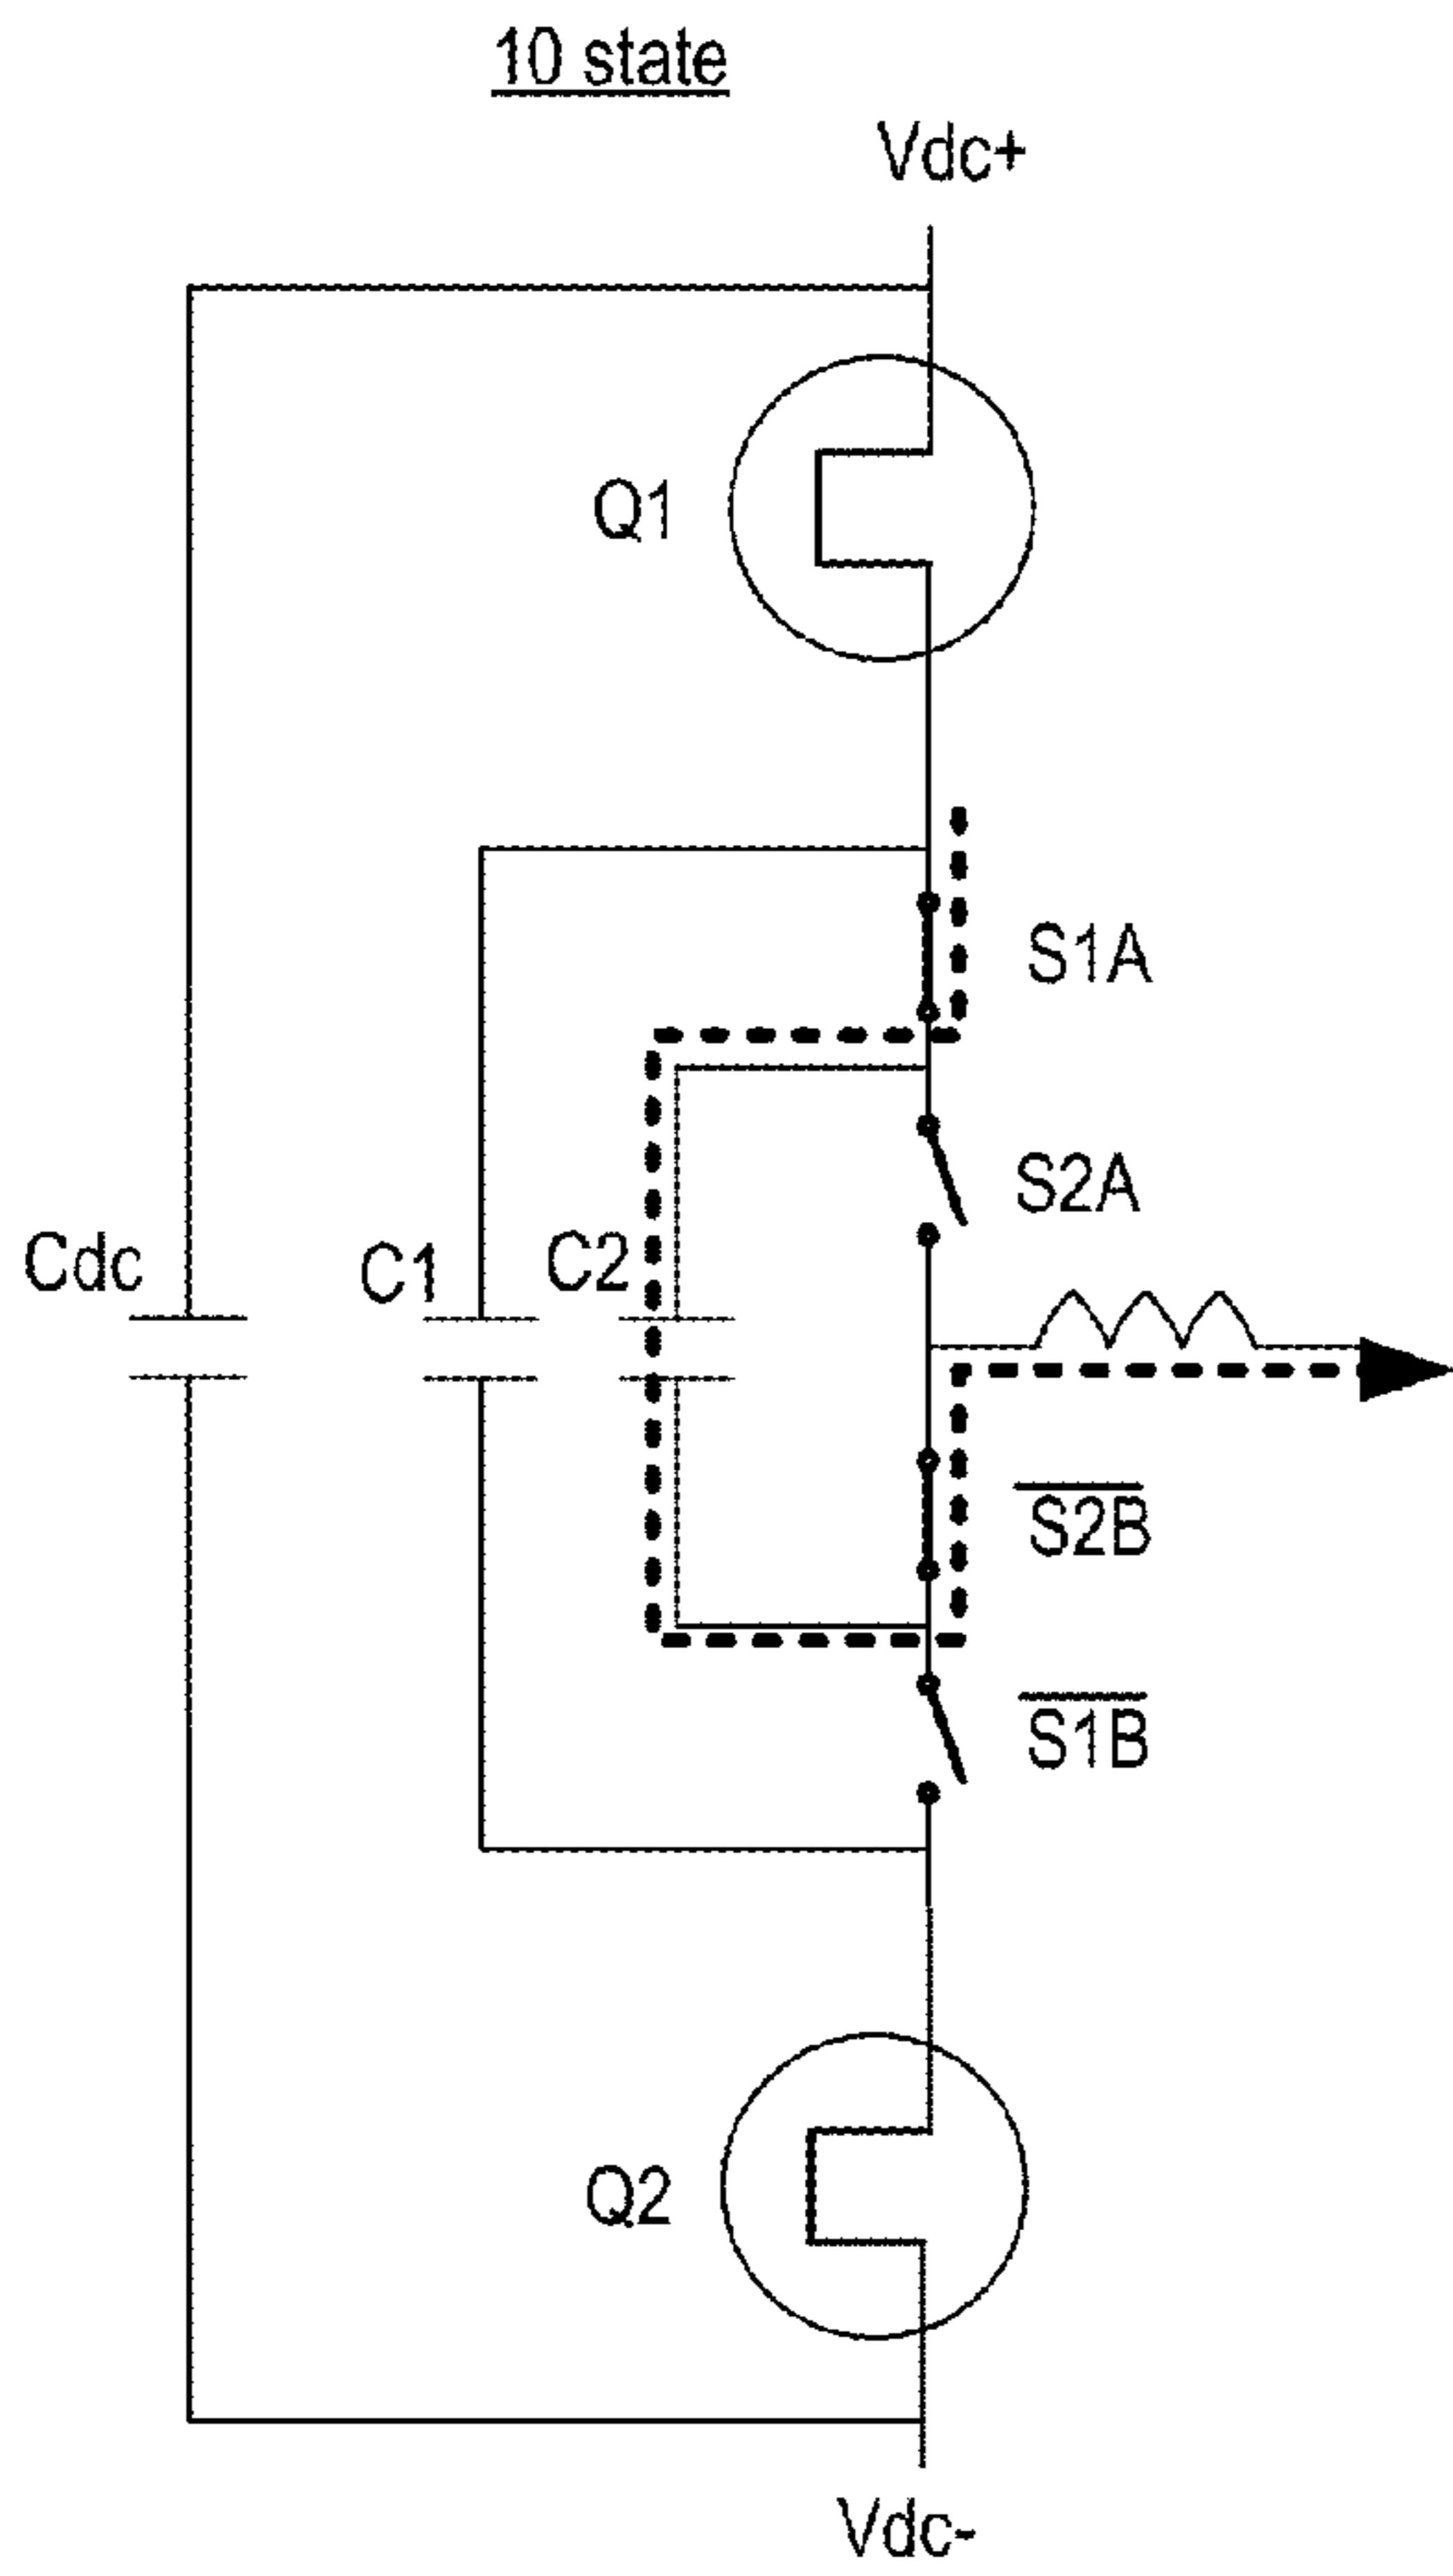 10 state
Vdc+
Q1
S1A
S2A
Cdc
C1
C2
S2B
S1B
Q2
Vdc-